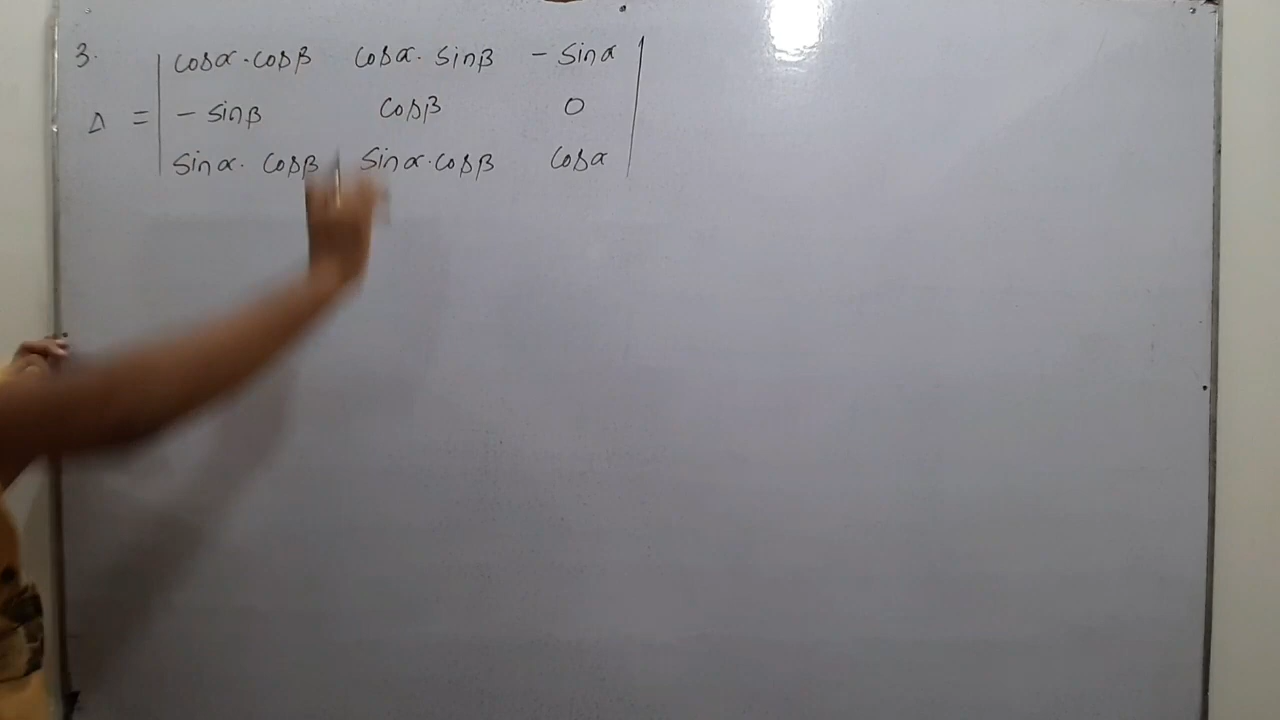 3.
| cosα·cosβ cosα·sinβ -sinα |
Δ = | -sinβ cosβ 0 |
| sinα·cosβ sinα·cosβ cosα |